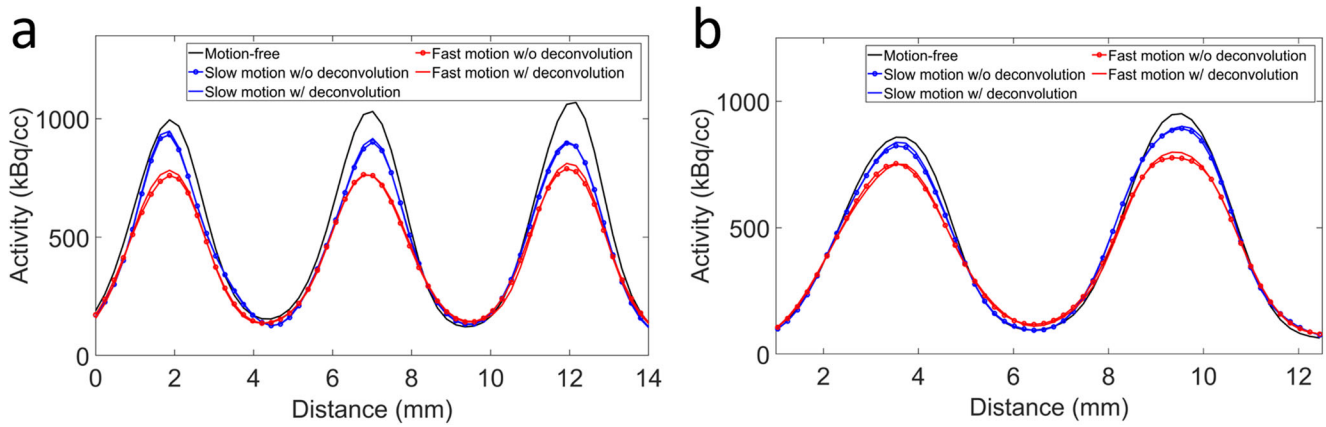 a
Motion-free
Slow motion w/o deconvolution
Slow motion w/ deconvolution
Fast motion w/o deconvolution
Fast motion w/ deconvolution
1000
500
0
Activity (kBq/cc)
0 2 4 6 8 10 12 14
Distance (mm)
b
Motion-free
Slow motion w/o deconvolution
Slow motion w/ deconvolution
Fast motion w/o deconvolution
Fast motion w/ deconvolution
1000
500
0
Activity (kBq/cc)
2 4 6 8 10 12
Distance (mm)